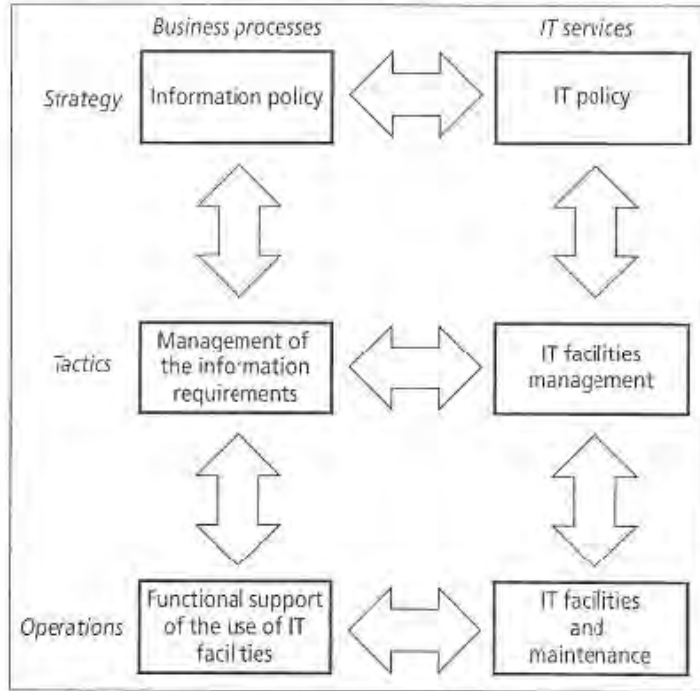 Business processes
IT services
Strategy
Information policy
IT policy
Tactics
Management of
the information
requirements
IT facilities
management
Operations
Functional support
of the use of IT
facilities
IT facilities
and
maintenance